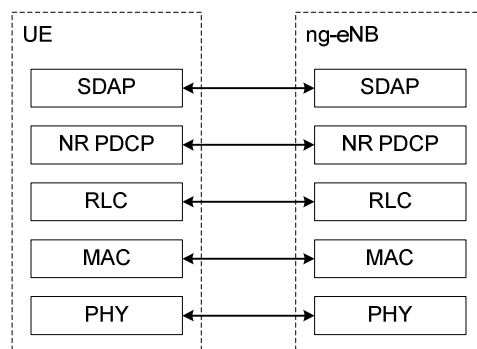 UE ng-eNB
SDAP SDAP
NR PDCP NR PDCP
RLC RLC
MAC MAC
PHY PHY